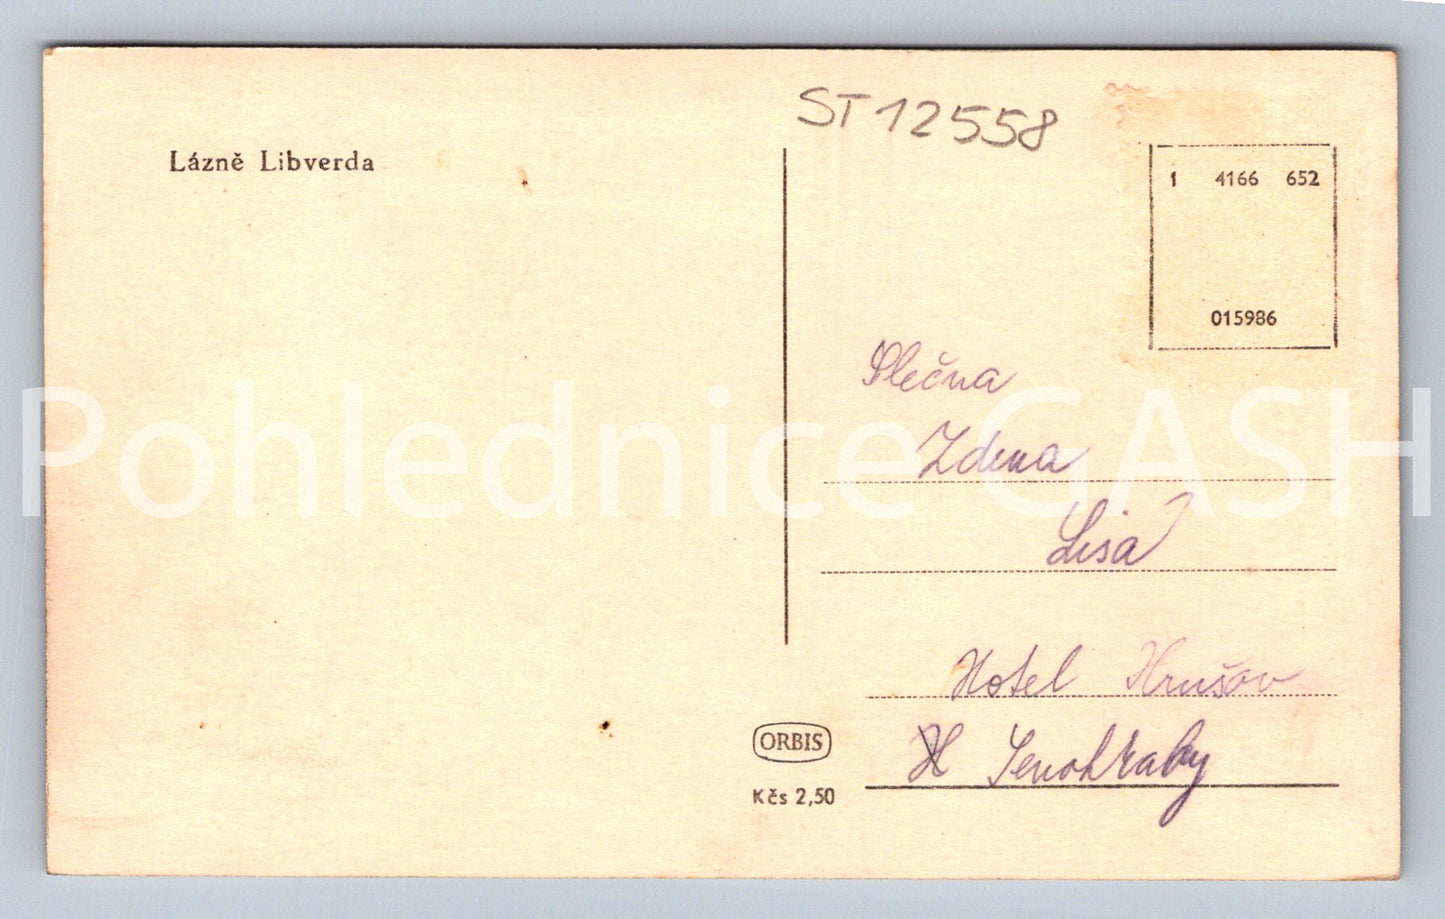 ST 12558
Lázně Libverda
1 4166 652
015986
Slečna
Zdena
Lisá
Hotel Hrušov
H Senohraby
ORBIS
Kčs 2,50
Pohlednice GASH